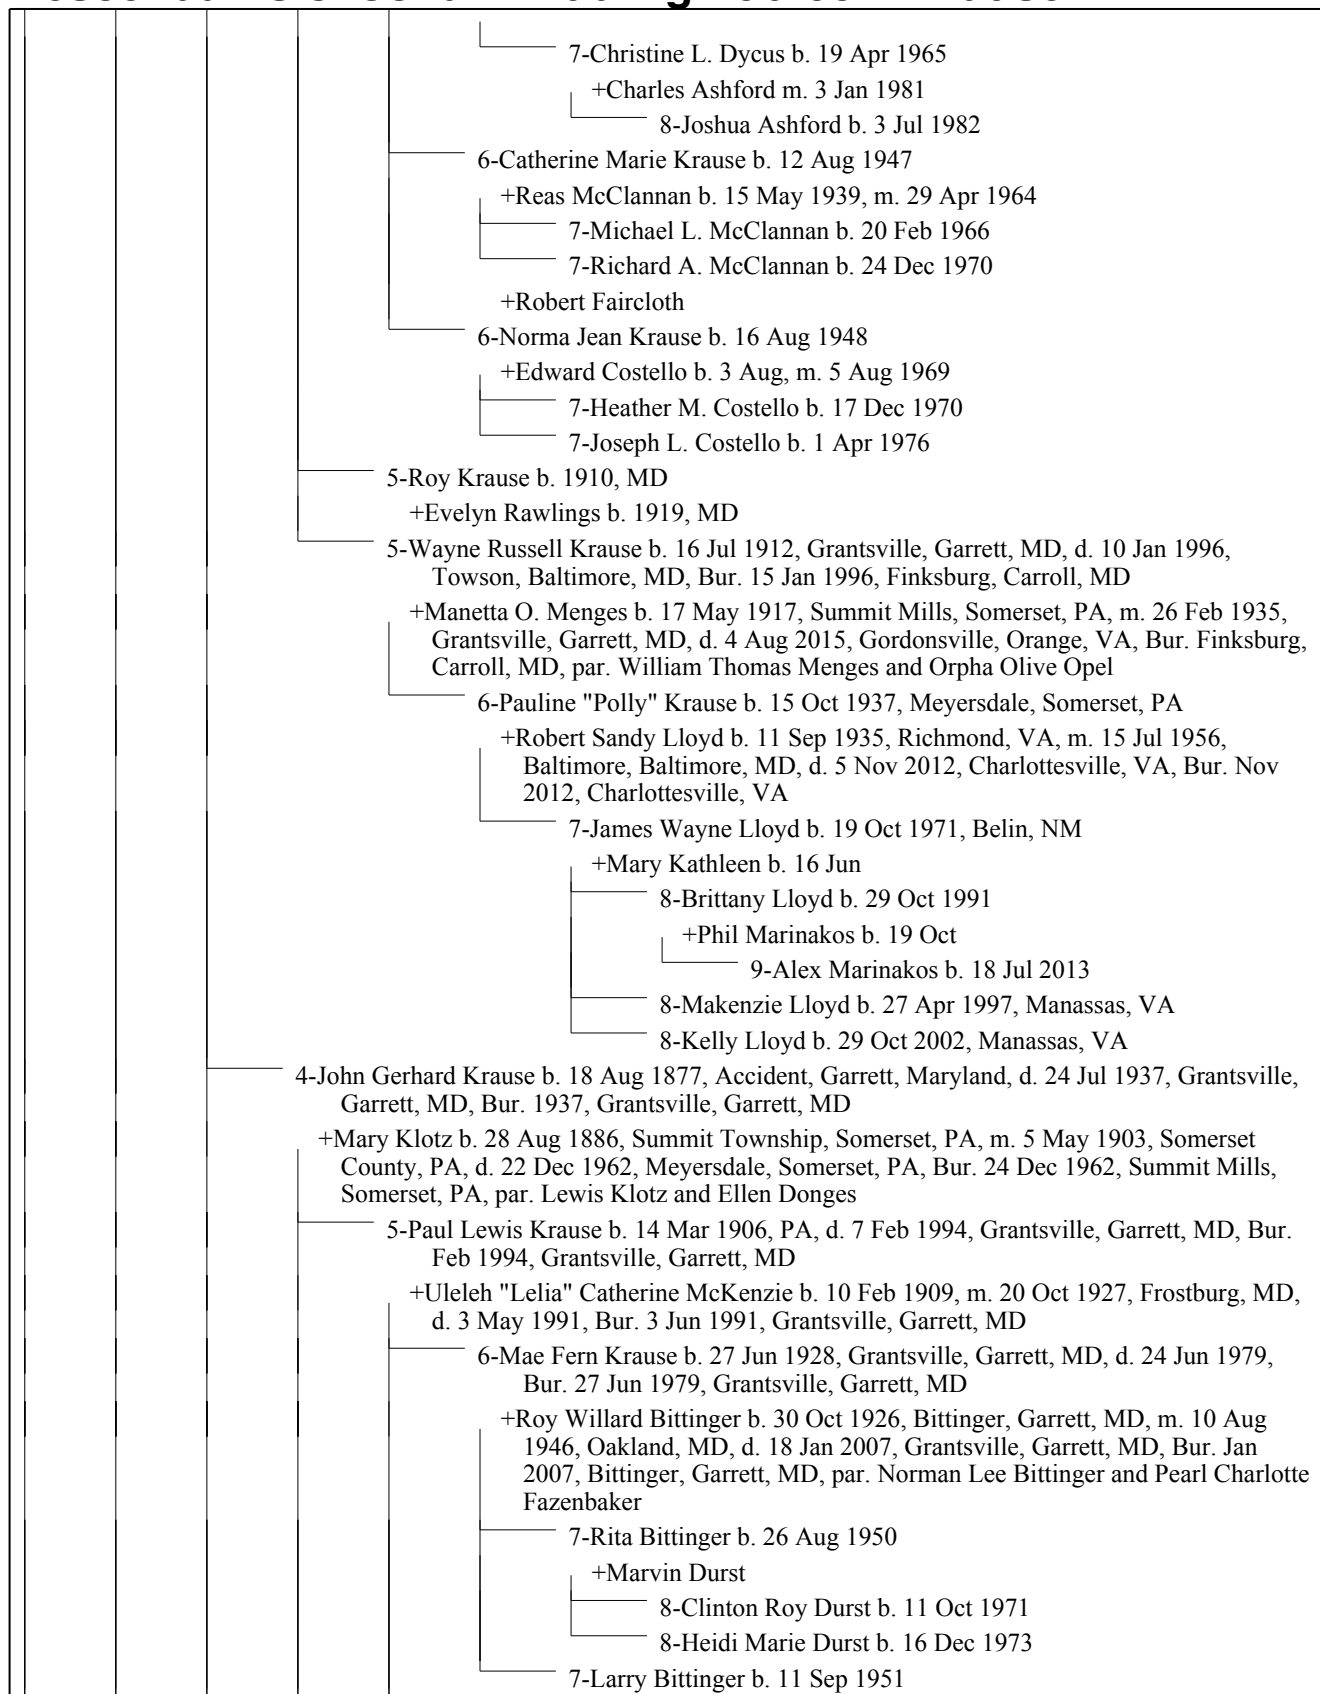 7-Christine L. Dycus b. 19 Apr 1965
+Charles Ashford m. 3 Jan 1981
8-Joshua Ashford b. 3 Jul 1982
6-Catherine Marie Krause b. 12 Aug 1947
+Reas McClannan b. 15 May 1939, m. 29 Apr 1964
7-Michael L. McClannan b. 20 Feb 1966
7-Richard A. McClannan b. 24 Dec 1970
+Robert Faircloth
6-Norma Jean Krause b. 16 Aug 1948
+Edward Costello b. 3 Aug, m. 5 Aug 1969
7-Heather M. Costello b. 17 Dec 1970
7-Joseph L. Costello b. 1 Apr 1976
5-Roy Krause b. 1910, MD
+Evelyn Rawlings b. 1919, MD
5-Wayne Russell Krause b. 16 Jul 1912, Grantsville, Garrett, MD, d. 10 Jan 1996,
Towson, Baltimore, MD, Bur. 15 Jan 1996, Finksburg, Carroll, MD
+Manetta O. Menges b. 17 May 1917, Summit Mills, Somerset, PA, m. 26 Feb 1935,
Grantsville, Garrett, MD, d. 4 Aug 2015, Gordonsville, Orange, VA, Bur. Finksburg,
Carroll, MD, par. William Thomas Menges and Orpha Olive Opel
6-Pauline "Polly" Krause b. 15 Oct 1937, Meyersdale, Somerset, PA
+Robert Sandy Lloyd b. 11 Sep 1935, Richmond, VA, m. 15 Jul 1956,
Baltimore, Baltimore, MD, d. 5 Nov 2012, Charlottesville, VA, Bur. Nov
2012, Charlottesville, VA
7-James Wayne Lloyd b. 19 Oct 1971, Belin, NM
+Mary Kathleen b. 16 Jun
8-Brittany Lloyd b. 29 Oct 1991
+Phil Marinakos b. 19 Oct
9-Alex Marinakos b. 18 Jul 2013
8-Makenzie Lloyd b. 27 Apr 1997, Manassas, VA
8-Kelly Lloyd b. 29 Oct 2002, Manassas, VA
4-John Gerhard Krause b. 18 Aug 1877, Accident, Garrett, Maryland, d. 24 Jul 1937, Grantsville,
Garrett, MD, Bur. 1937, Grantsville, Garrett, MD
+Mary Klotz b. 28 Aug 1886, Summit Township, Somerset, PA, m. 5 May 1903, Somerset
County, PA, d. 22 Dec 1962, Meyersdale, Somerset, PA, Bur. 24 Dec 1962, Summit Mills,
Somerset, PA, par. Lewis Klotz and Ellen Donges
5-Paul Lewis Krause b. 14 Mar 1906, PA, d. 7 Feb 1994, Grantsville, Garrett, MD, Bur.
Feb 1994, Grantsville, Garrett, MD
+Uleleh "Lelia" Catherine McKenzie b. 10 Feb 1909, m. 20 Oct 1927, Frostburg, MD,
d. 3 May 1991, Bur. 3 Jun 1991, Grantsville, Garrett, MD
6-Mae Fern Krause b. 27 Jun 1928, Grantsville, Garrett, MD, d. 24 Jun 1979,
Bur. 27 Jun 1979, Grantsville, Garrett, MD
+Roy Willard Bittinger b. 30 Oct 1926, Bittinger, Garrett, MD, m. 10 Aug
1946, Oakland, MD, d. 18 Jan 2007, Grantsville, Garrett, MD, Bur. Jan
2007, Bittinger, Garrett, MD, par. Norman Lee Bittinger and Pearl Charlotte
Fazenbaker
7-Rita Bittinger b. 26 Aug 1950
+Marvin Durst
8-Clinton Roy Durst b. 11 Oct 1971
8-Heidi Marie Durst b. 16 Dec 1973
7-Larry Bittinger b. 11 Sep 1951